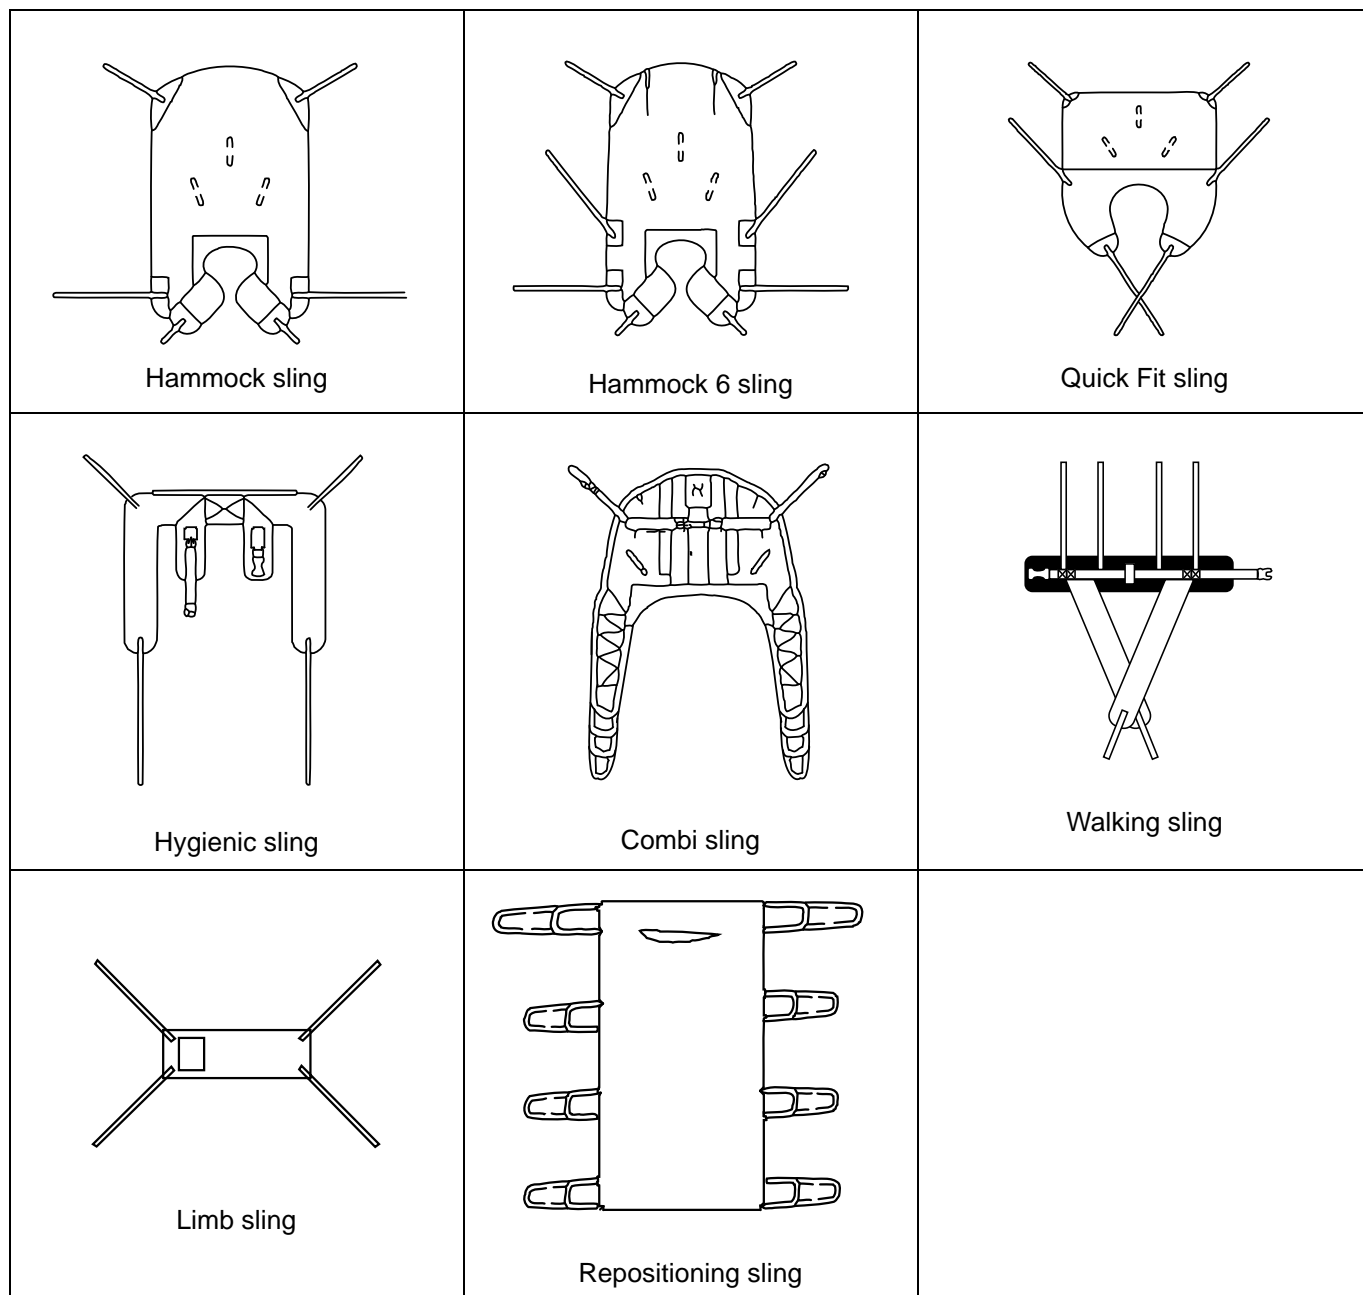 Hammock sling
Hammock 6 sling
Quick Fit sling
Hygienic sling
Combi sling
Walking sling
Limb sling
Repositioning sling